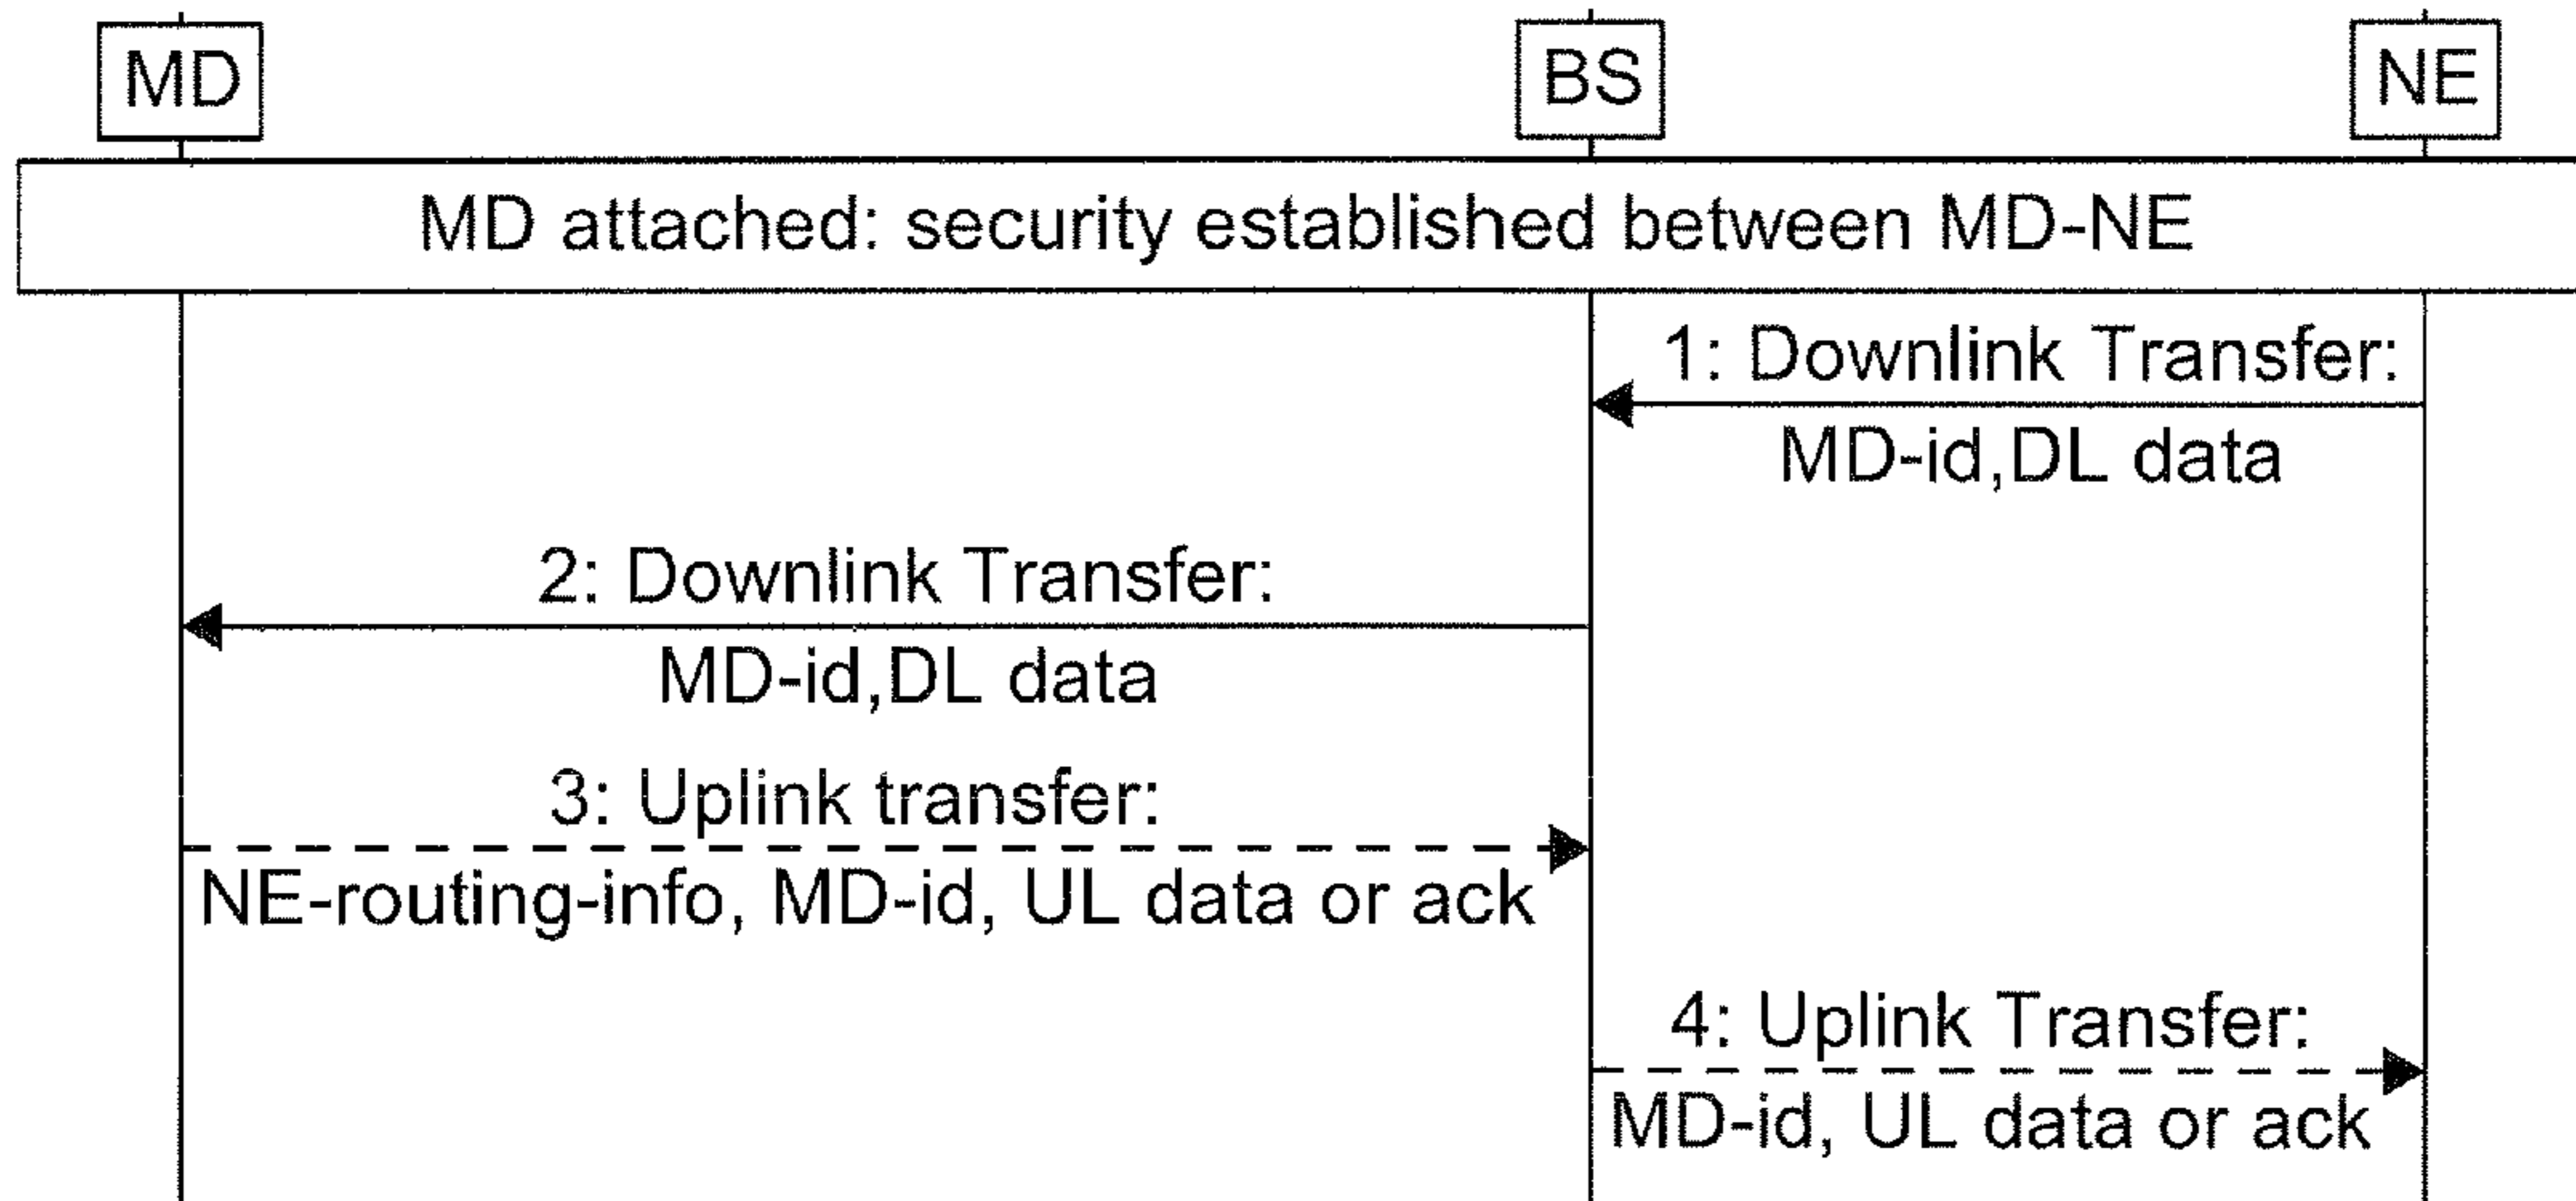 MD
BS
NE
MD attached: security established between MD-NE
1: Downlink Transfer:
MD-id,DL data
2: Downlink Transfer:
MD-id,DL data
3: Uplink transfer:
NE-routing-info, MD-id, UL data or ack
4: Uplink Transfer:
MD-id, UL data or ack